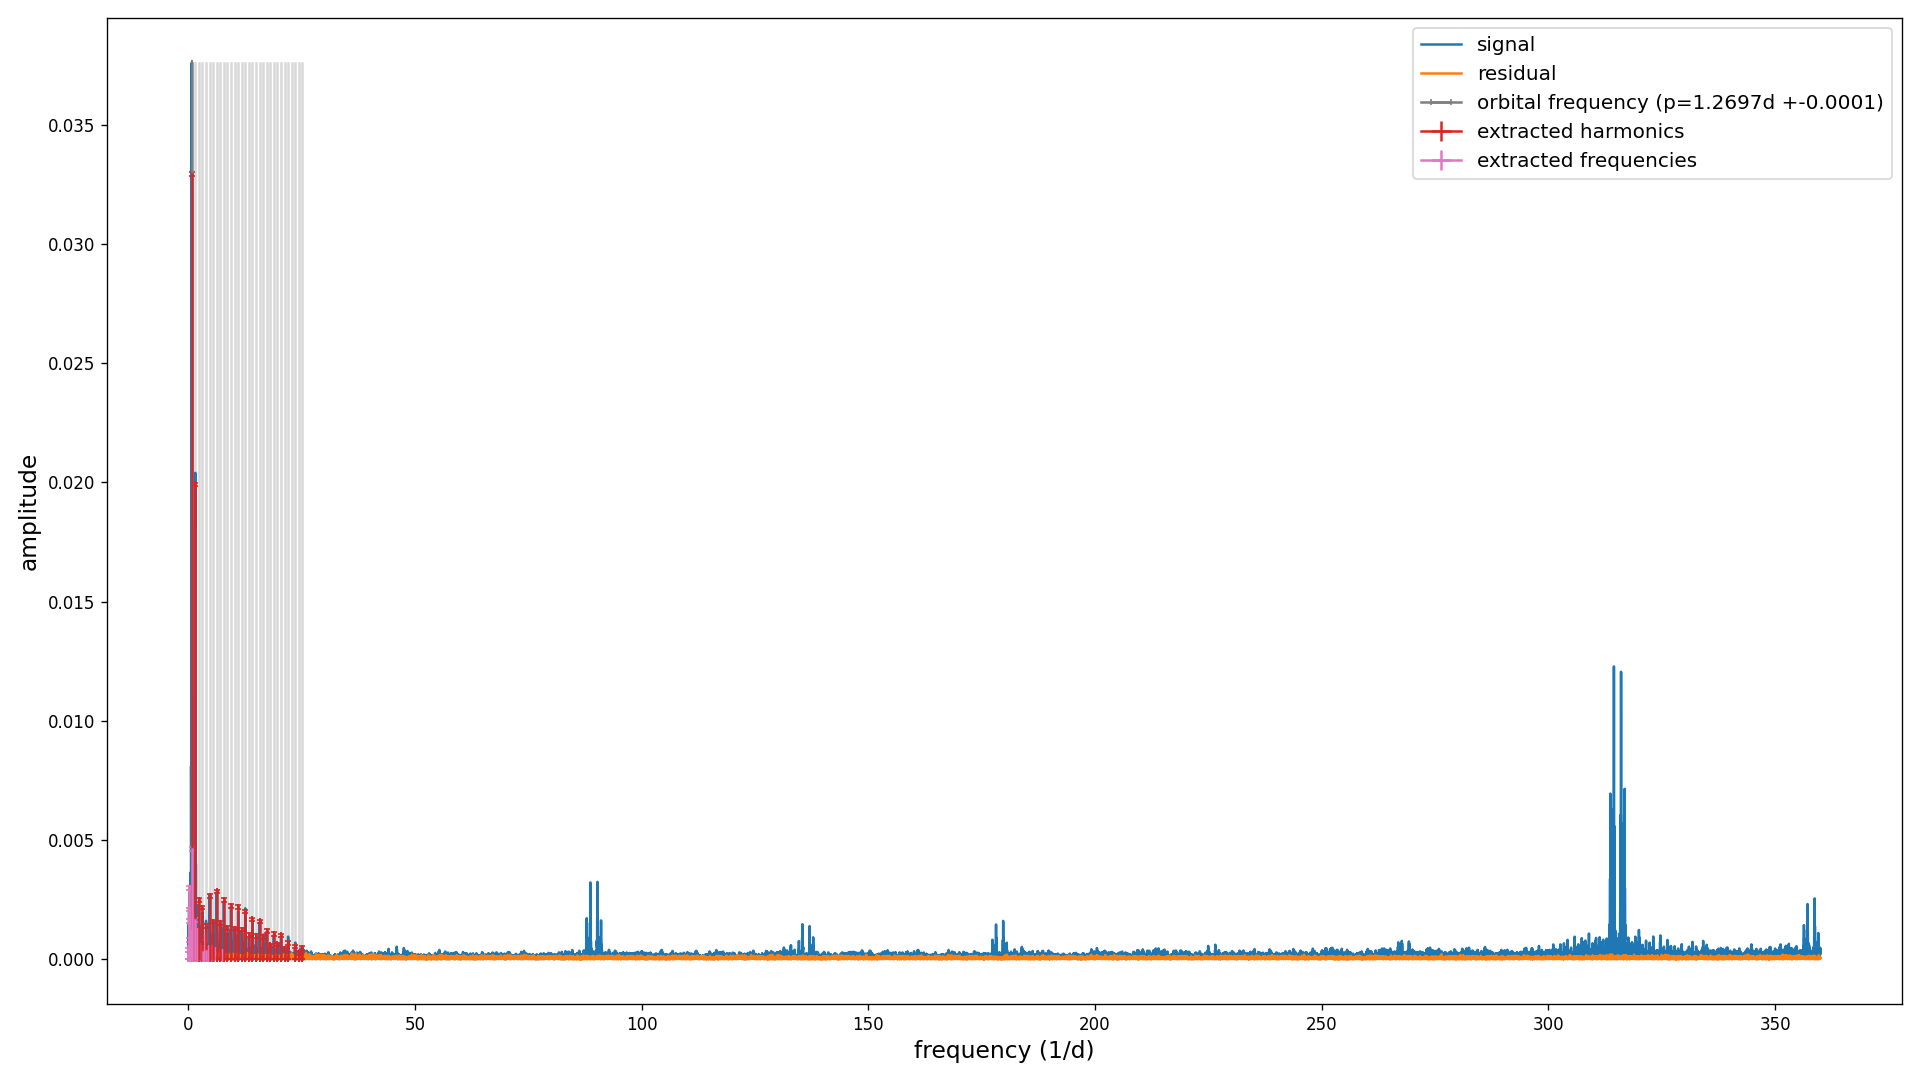 signal
residual
orbital frequency (p=1.2697d +-0.0001)
extracted harmonics
extracted frequencies
amplitude
0.035
0.030
0.025
0.020
0.015
0.010
0.005
0.000
0 50 100 150 200 250 300 350
frequency (1/d)